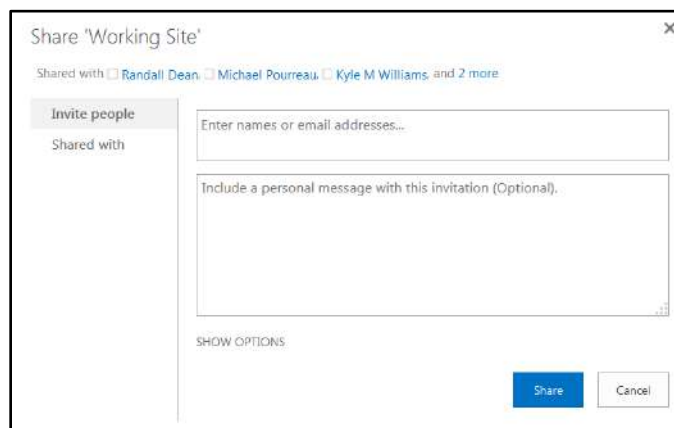 Share 'Working Site'
Shared with Randall Dean, Michael Pourreau, Kyle M Williams, and 2 more
Invite people
Shared with
Enter names or email addresses...
Include a personal message with this invitation (Optional).
SHOW OPTIONS
Share
Cancel